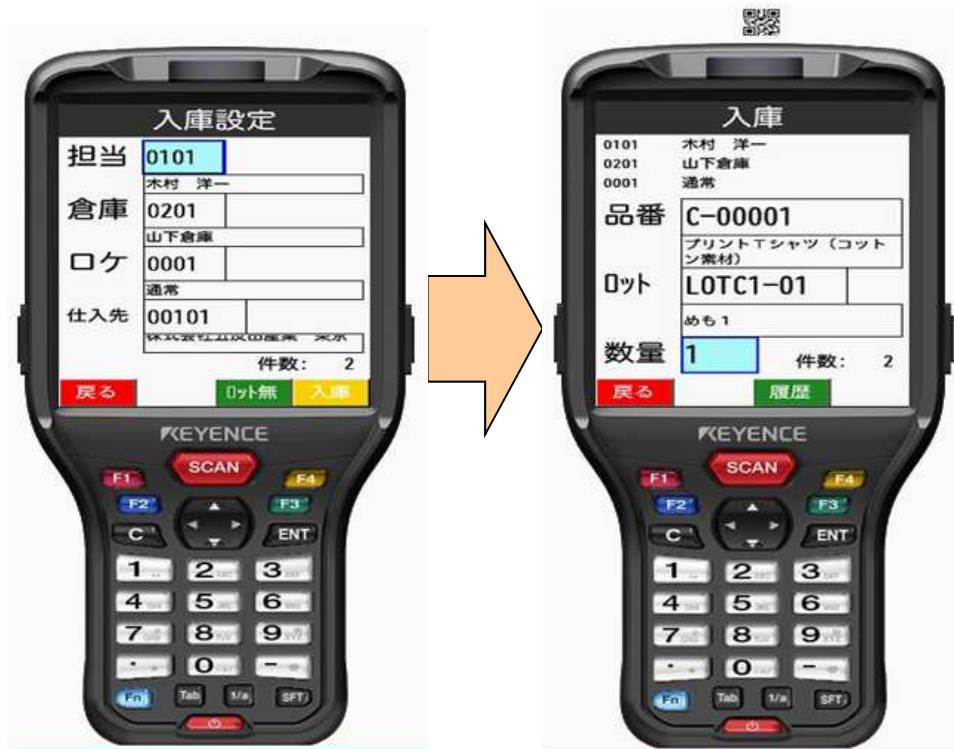 入庫設定
担当 0101
木村 洋一
倉庫 0201
山下倉庫
ロケ 0001
通常
仕入先 00101
件数: 2
戻る ロット無 入庫
KEYENCE
SCAN
F1 F4
F2 F3
C ENT
1 2 3
4 5 6
7 8 9
. 0 -
Fn Tab 1/a SFT
入庫
0101 木村 洋一
0201 山下倉庫
0001 通常
品番 C-00001
プリントTシャツ(コット
ン素材)
ロット LOTC1-01
めも1
数量 1 件数: 2
戻る 履歴
KEYENCE
SCAN
F1 F4
F2 F3
C ENT
1 2 3
4 5 6
7 8 9
. 0 -
Fn Tab 1/a SFT